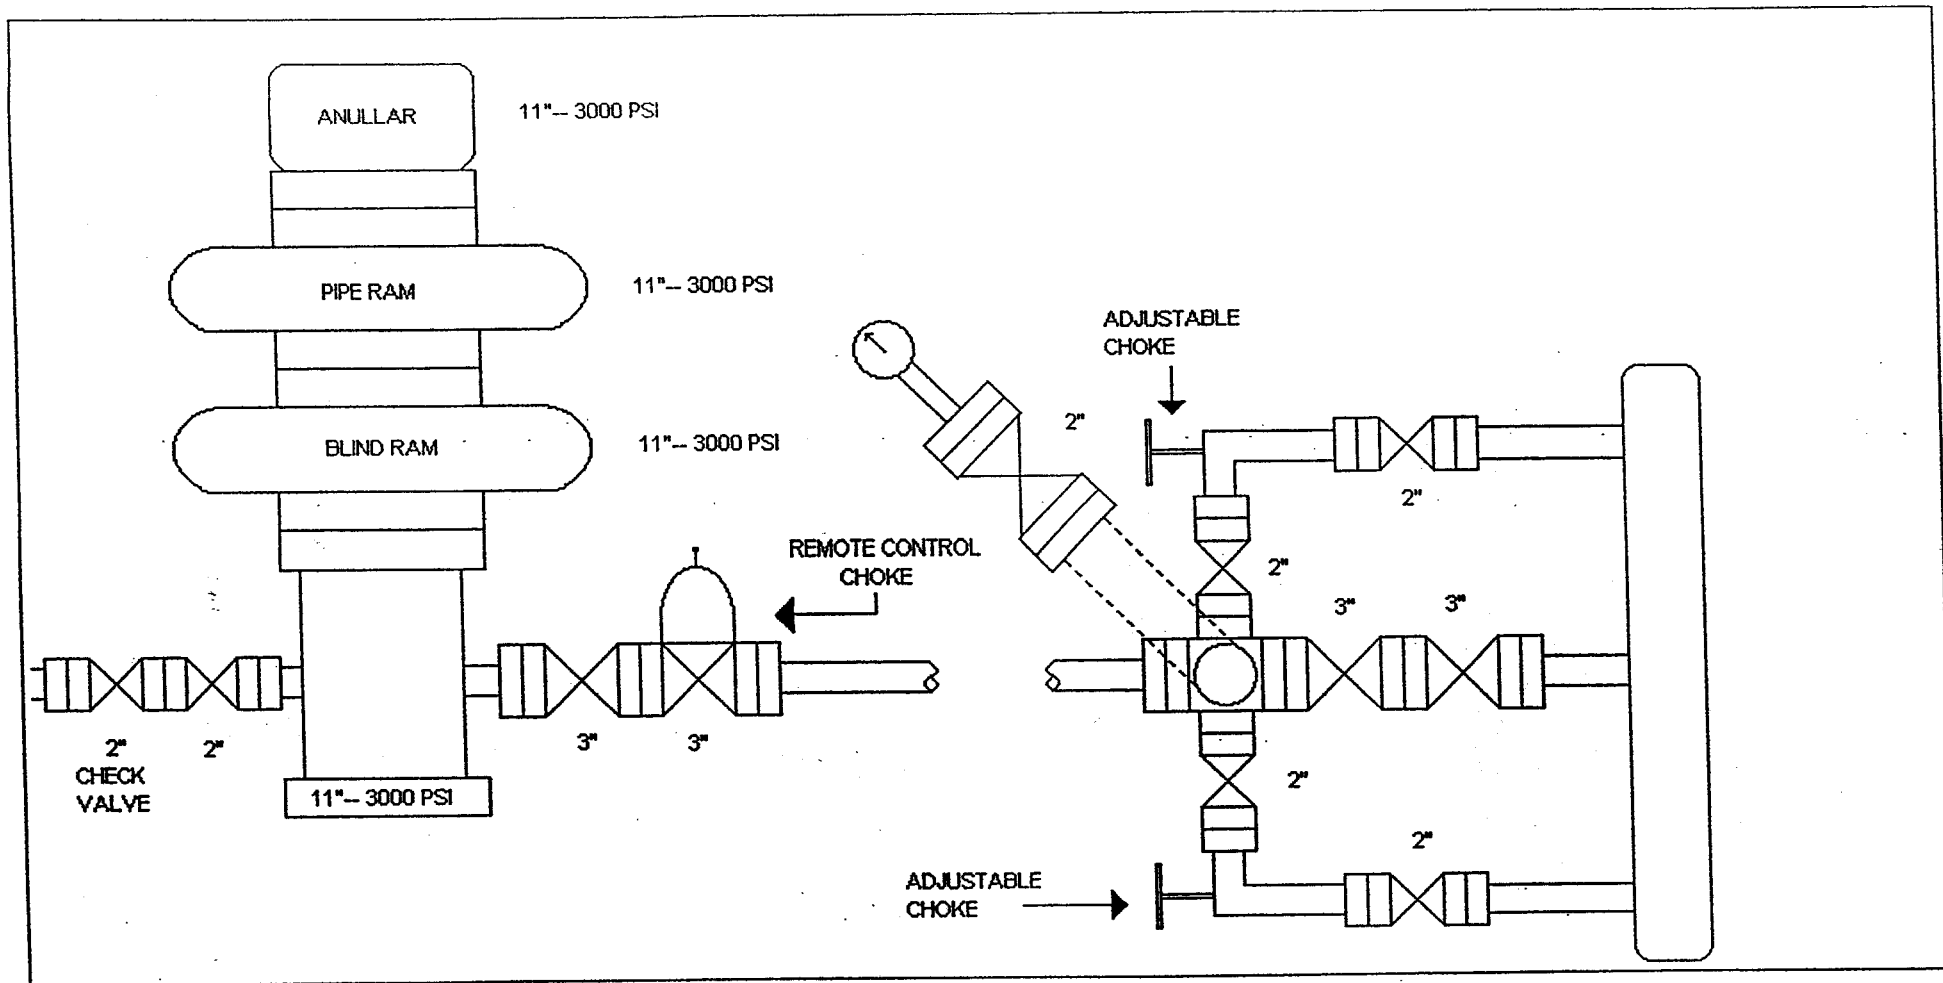 ANULLAR
11"-- 3000 PSI
PIPE RAM
11"-- 3000 PSI
BLIND RAM
11"-- 3000 PSI
ADJUSTABLE
CHOKE
2"
2"
REMOTE CONTROL
CHOKE
2"
3"
3"
2"
2"
3"
3"
CHECK
VALVE
11"-- 3000 PSI
2"
2"
ADJUSTABLE
CHOKE